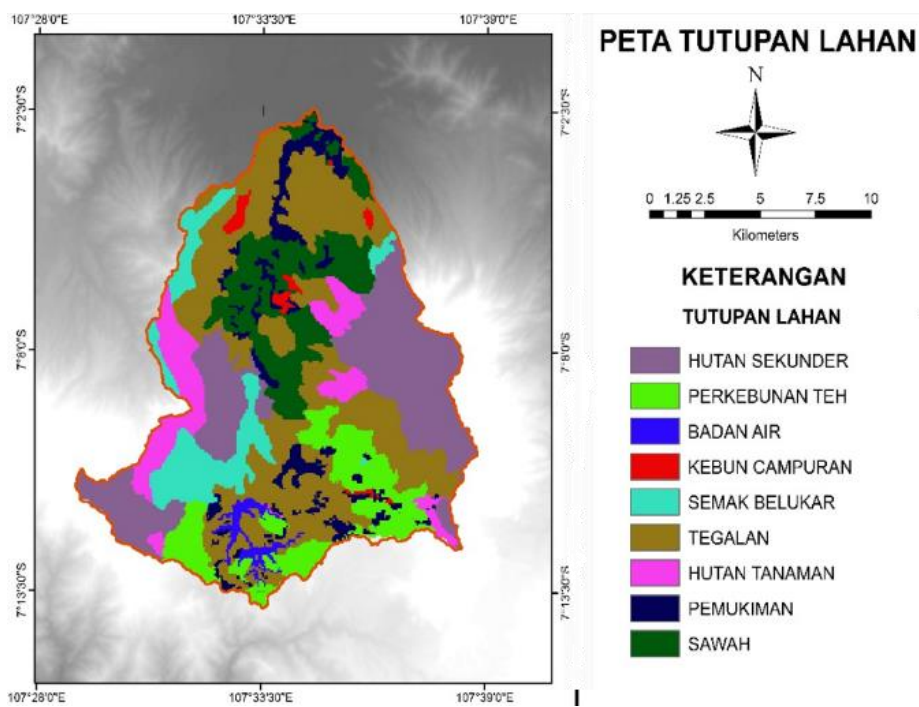 107°28'0"E 107°33'30"E 107°39'0"E
7°2'30"S 7°2'30"S
7°8'0"S 7°8'0"S
7°13'30"S 7°13'30"S
107°28'0"E 107°33'30"E 107°39'0"E
PETA TUTUPAN LAHAN
N
0 1.25 2.5 5 7.5 10
Kilometers
KETERANGAN
TUTUPAN LAHAN
HUTAN SEKUNDER
PERKEBUNAN TEH
BADAN AIR
KEBUN CAMPURAN
SEMAK BELUKAR
TEGALAN
HUTAN TANAMAN
PEMUKIMAN
SAWAH